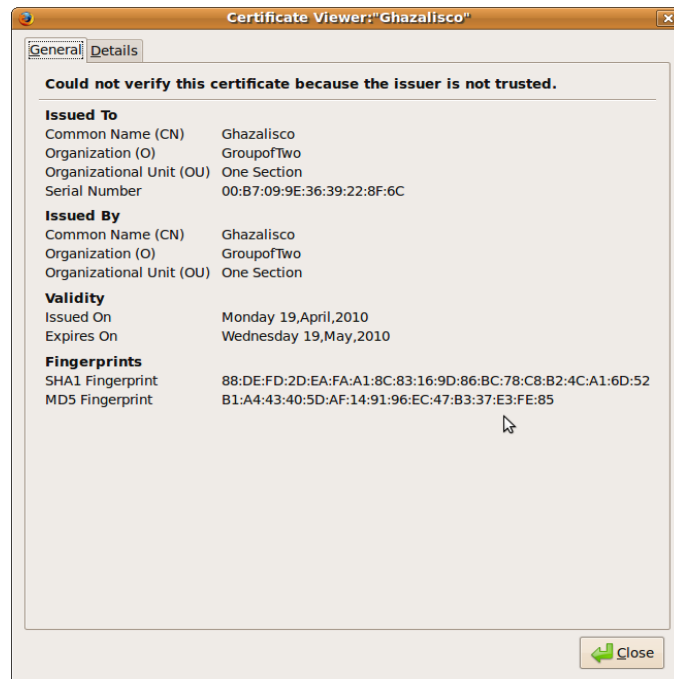 Certificate Viewer:"Ghazalisco"
General Details
Could not verify this certificate because the issuer is not trusted.
Issued To
Common Name (CN) Ghazalisco
Organization (O) GroupofTwo
Organizational Unit (OU) One Section
Serial Number 00:B7:09:9E:36:39:22:8F:6C
Issued By
Common Name (CN) Ghazalisco
Organization (O) GroupofTwo
Organizational Unit (OU) One Section
Validity
Issued On Monday 19,April,2010
Expires On Wednesday 19,May,2010
Fingerprints
SHA1 Fingerprint 88:DE:FD:2D:EA:FA:A1:8C:83:16:9D:86:BC:78:C8:B2:4C:A1:6D:52
MD5 Fingerprint B1:A4:43:40:5D:AF:14:91:96:EC:47:B3:37:E3:FE:85
Close